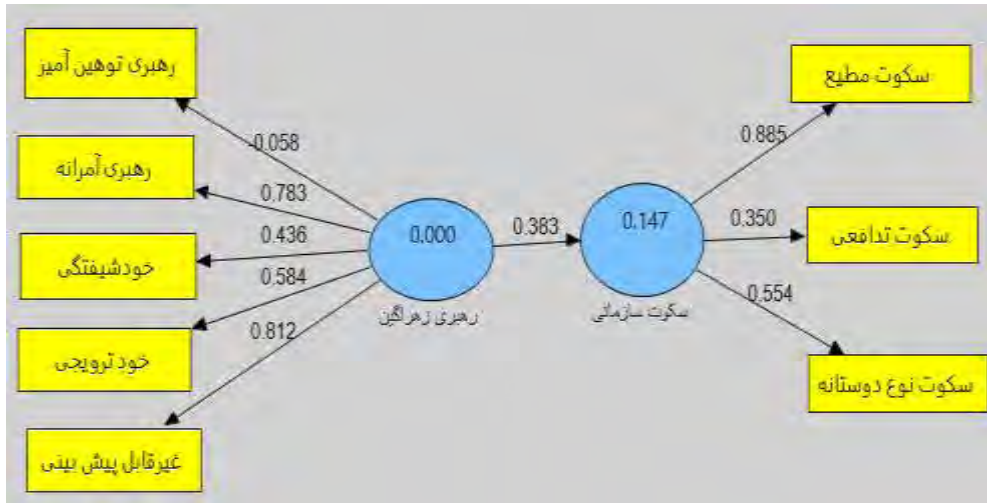 رهبری توهین آمیز
-0.058
رهبری آمرانه
0.783
خودشیفتگی
0.436
خود ترویجی
0.584
غیرقابل پیش بینی
0.812
0.000
رهبری زهراگین
0.383
0.147
سکوت سازمانی
سکوت مطیع
0.885
سکوت تدافعی
0.350
سکوت نوع دوستانه
0.554